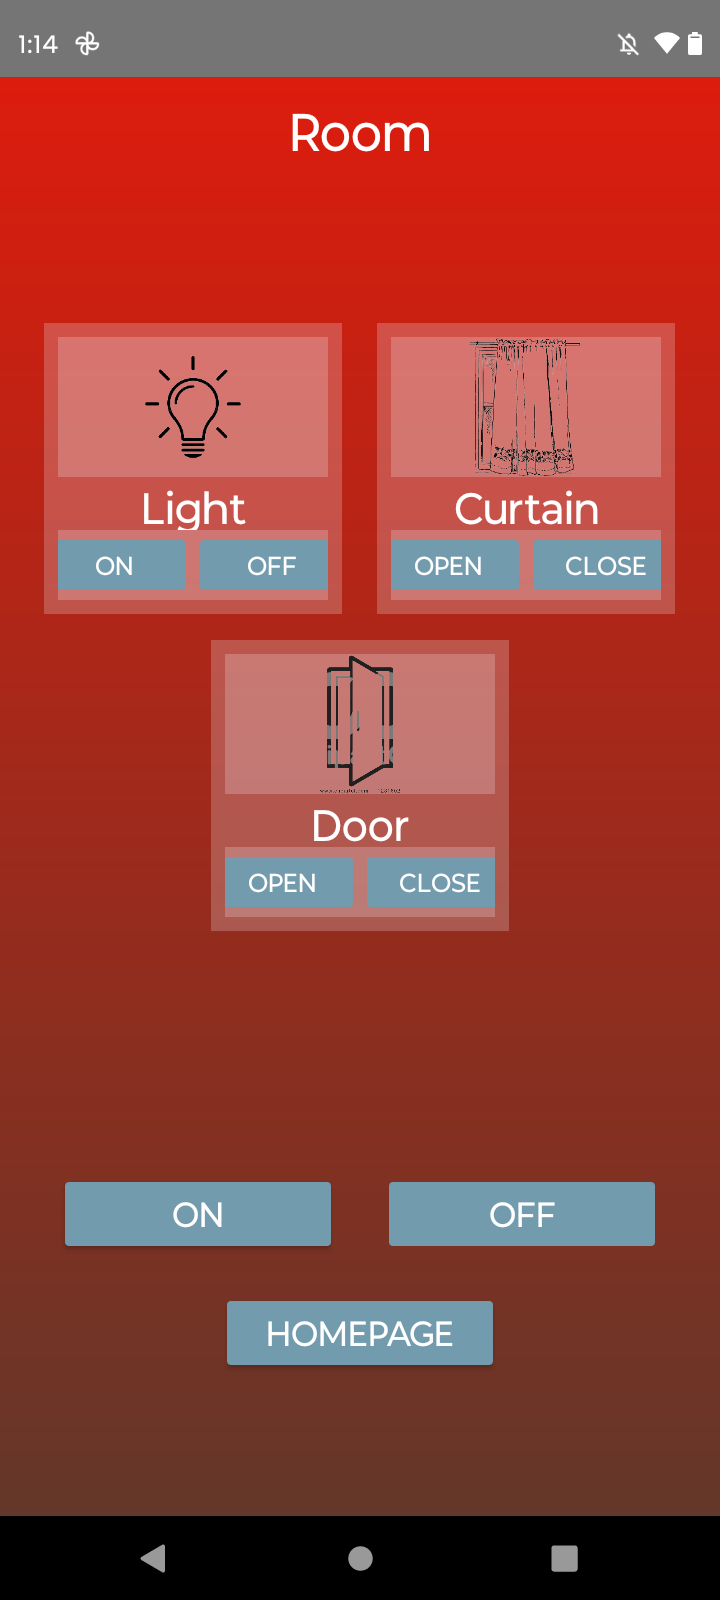 1:14
Room
Light
Curtain
ON
OFF
OPEN
CLOSE
Door
OPEN
CLOSE
ON
OFF
HOMEPAGE